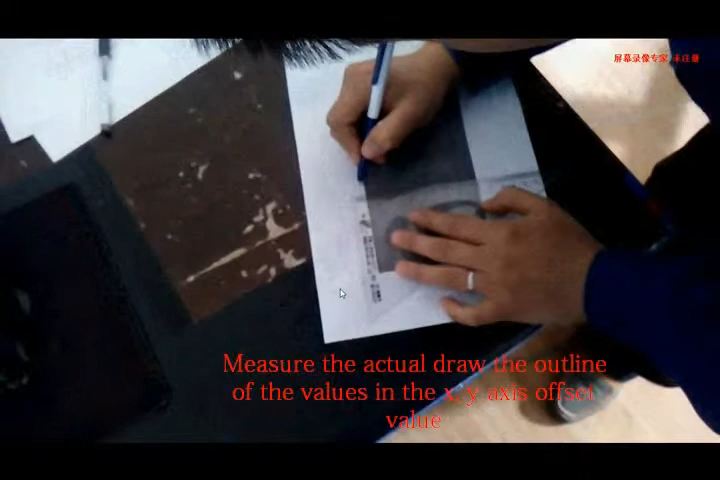 屏幕录像专家 未注册
Measure the actual draw the outline
of the values in the x, y axis offset
value